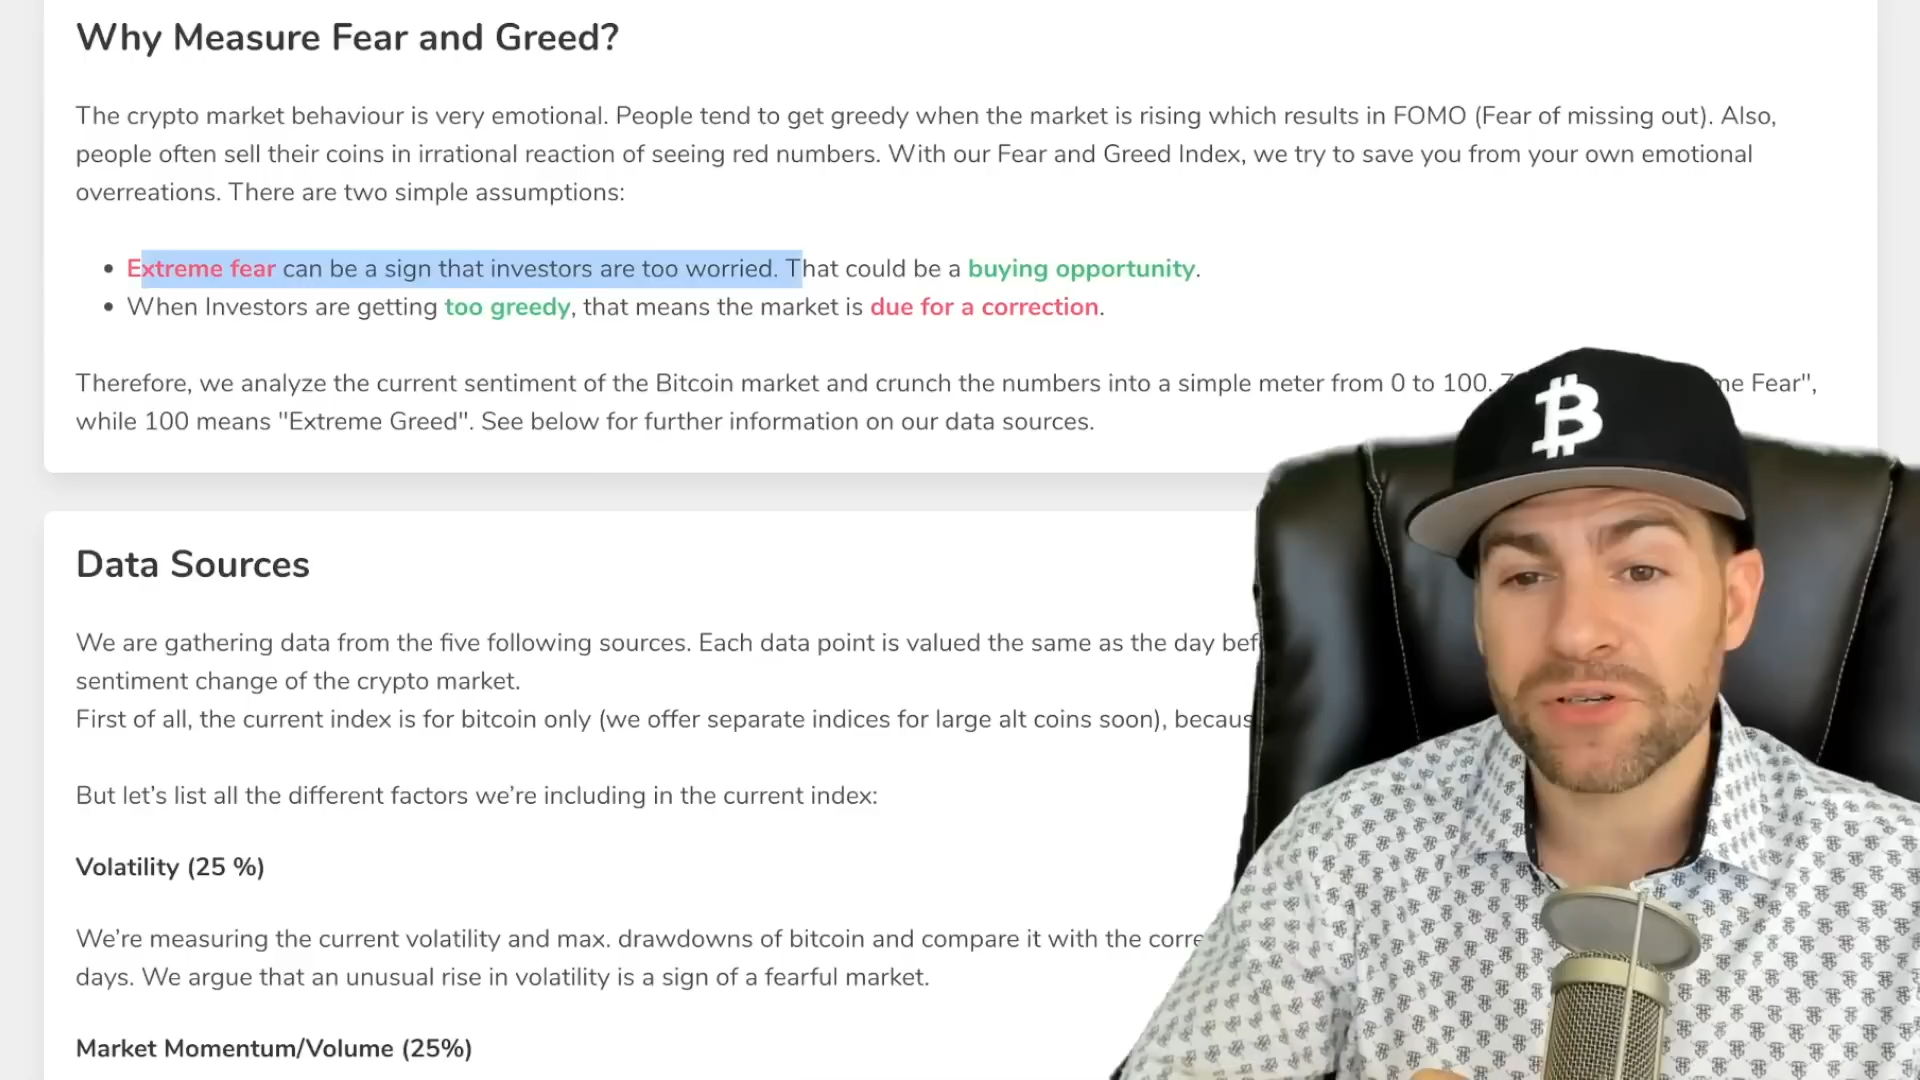 Why Measure Fear and Greed?
The crypto market behaviour is very emotional. People tend to get greedy when the market is rising which results in FOMO (Fear of missing out). Also,
people often sell their coins in irrational reaction of seeing red numbers. With our Fear and Greed Index, we try to save you from your own emotional
overreations. There are two simple assumptions:
• Extreme fear can be a sign that investors are too worried. That could be a buying opportunity.
• When Investors are getting too greedy, that means the market is due for a correction.
Therefore, we analyze the current sentiment of the Bitcoin market and crunch the numbers into a simple meter from 0 to 100. Fear",
while 100 means "Extreme Greed". See below for further information on our data sources.
Data Sources
We are gathering data from the five following sources. Each data point is valued the same as the day
sentiment change of the crypto market.
First of all, the current index is for bitcoin only (we offer separate indices for large alt coins soon),
But let's list all the different factors we're including in the current index:
Volatility (25 %)
We're measuring the current volatility and max. drawdowns of bitcoin and compare it with the
days. We argue that an unusual rise in volatility is a sign of a fearful market.
Market Momentum/Volume (25%)